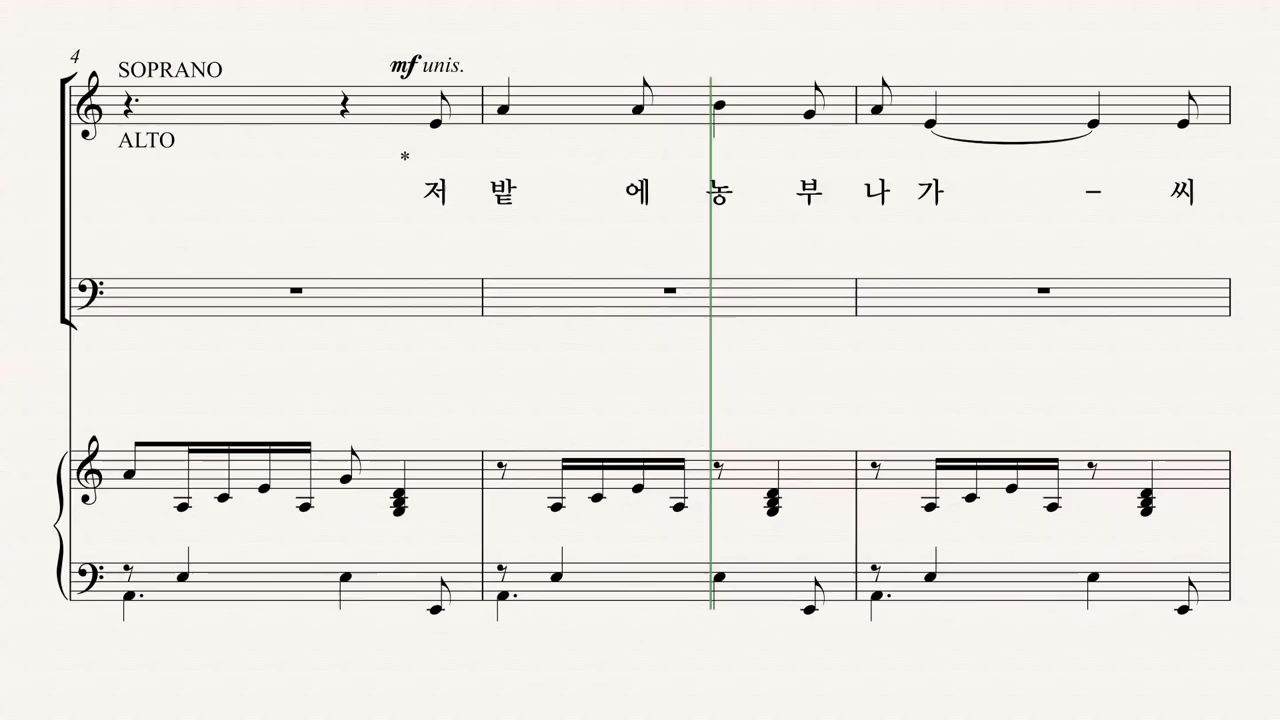 4
SOPRANO
mf unis.
ALTO
*
저 밭 에 농 부 나 가 – 씨